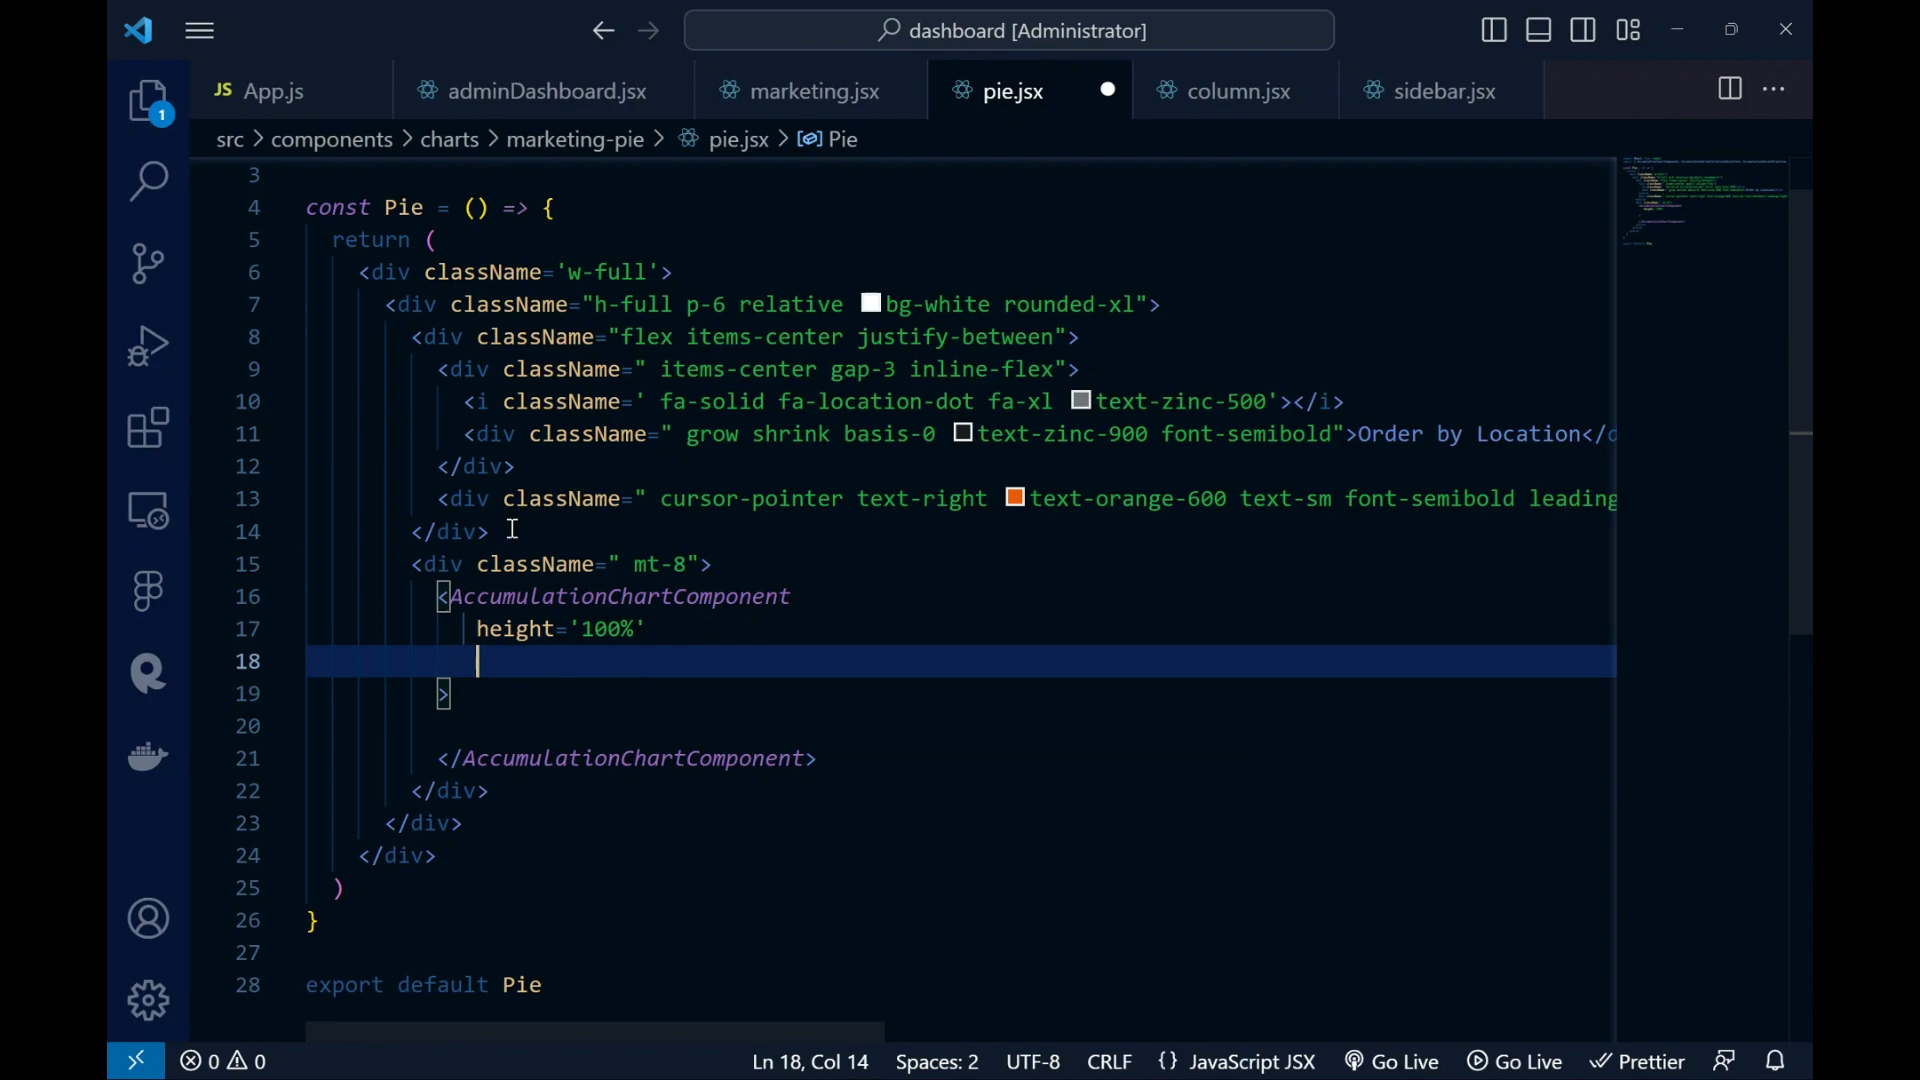 dashboard [Administrator]
JS App.js
adminDashboard.jsx
marketing.jsx
pie.jsx
column.jsx
sidebar.jsx
1
src > components > charts > marketing-pie > pie.jsx > Pie
3
4 const Pie = () => {
5 return (
6 <div className='w-full'>
7 <div className="h-full p-6 relative bg-white rounded-xl">
8 <div className="flex items-center justify-between">
9 <div className=" items-center gap-3 inline-flex">
10 <i className=' fa-solid fa-location-dot fa-xl text-zinc-500'></i>
11 <div className=" grow shrink basis-0 text-zinc-900 font-semibold">Order by Location</d
12 </div>
13 <div className=" cursor-pointer text-right text-orange-600 text-sm font-semibold leading
14 </div>
15 <div className=" mt-8">
16 <AccumulationChartComponent
17 height='100%'
18
19 >
20
21 </AccumulationChartComponent>
22 </div>
23 </div>
24 </div>
25 )
26 }
27
28 export default Pie
0 0 Ln 18, Col 14 Spaces: 2 UTF-8 CRLF {} JavaScript JSX Go Live Go Live Prettier